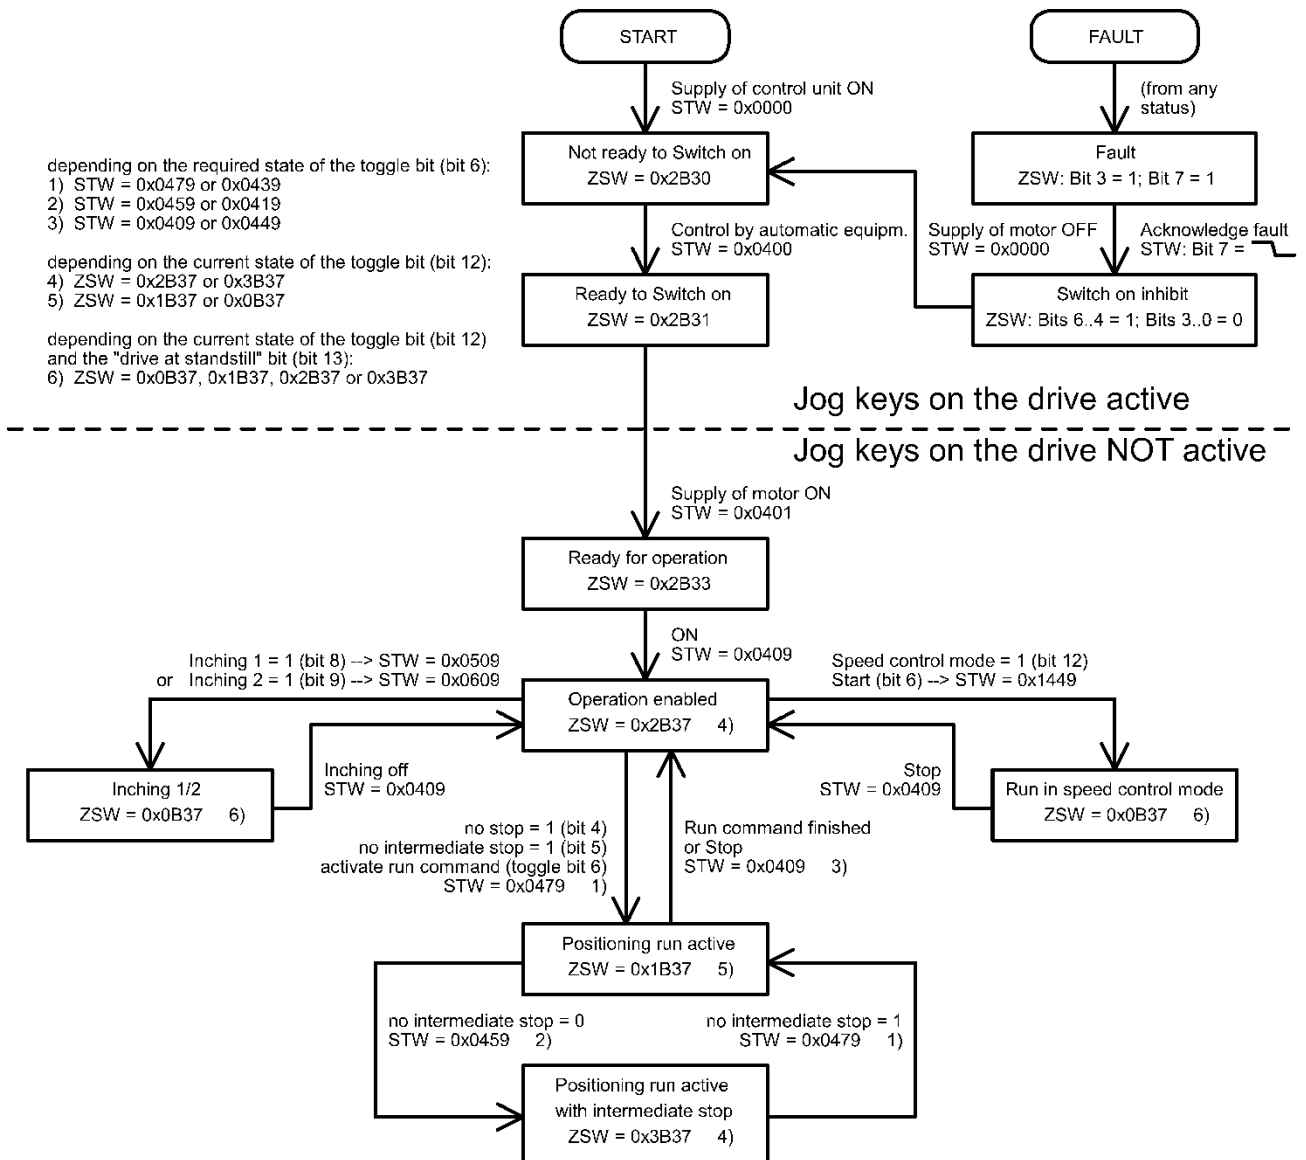 START
FAULT
Supply of control unit ON
STW = 0x0000
(from any
status)
Not ready to Switch on
ZSW = 0x2B30
Fault
ZSW: Bit 3 = 1; Bit 7 = 1
depending on the required state of the toggle bit (bit 6):
1) STW = 0x0479 or 0x0439
2) STW = 0x0459 or 0x0419
3) STW = 0x0409 or 0x0449
depending on the current state of the toggle bit (bit 12):
4) ZSW = 0x2B37 or 0x3B37
5) ZSW = 0x1B37 or 0x0B37
depending on the current state of the toggle bit (bit 12)
and the "drive at standstill" bit (bit 13):
6) ZSW = 0x0B37, 0x1B37, 0x2B37 or 0x3B37
Control by automatic equipm.
STW = 0x0400
Supply of motor OFF
STW = 0x0000
Acknowledge fault
STW: Bit 7 =
Ready to Switch on
ZSW = 0x2B31
Switch on inhibit
ZSW: Bits 6..4 = 1; Bits 3..0 = 0
Jog keys on the drive active
Jog keys on the drive NOT active
Supply of motor ON
STW = 0x0401
Ready for operation
ZSW = 0x2B33
ON
STW = 0x0409
Inching 1 = 1 (bit 8) --> STW = 0x0509
or Inching 2 = 1 (bit 9) --> STW = 0x0609
Speed control mode = 1 (bit 12)
Start (bit 6) --> STW = 0x1449
Operation enabled
ZSW = 0x2B37 4)
Inching 1/2
ZSW = 0x0B37 6)
Inching off
STW = 0x0409
Stop
STW = 0x0409
Run in speed control mode
ZSW = 0x0B37 6)
no stop = 1 (bit 4)
no intermediate stop = 1 (bit 5)
activate run command (toggle bit 6)
STW = 0x0479 1)
Run command finished
or Stop
STW = 0x0409 3)
Positioning run active
ZSW = 0x1B37 5)
no intermediate stop = 0
STW = 0x0459 2)
no intermediate stop = 1
STW = 0x0479 1)
Positioning run active
with intermediate stop
ZSW = 0x3B37 4)